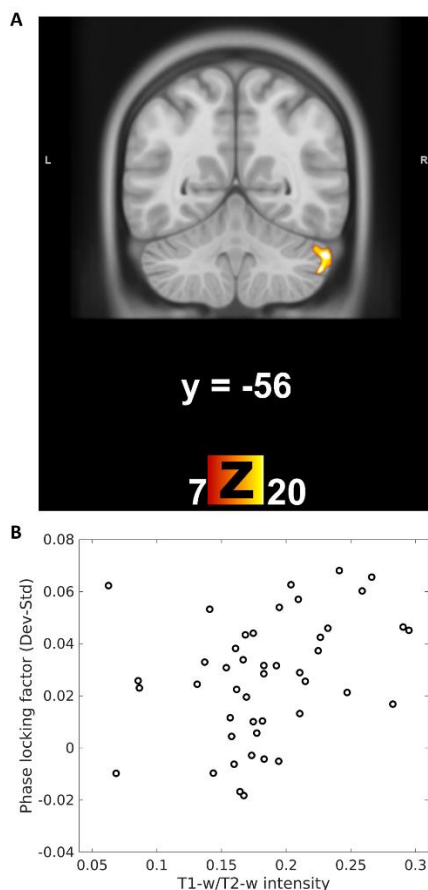 A
L R
y = -56
7 Z 20
B
0.08
0.06
0.04
0.02
0
-0.02
-0.04
Phase locking factor (Dev-Std)
0.05 0.1 0.15 0.2 0.25 0.3
T1-w/T2-w intensity